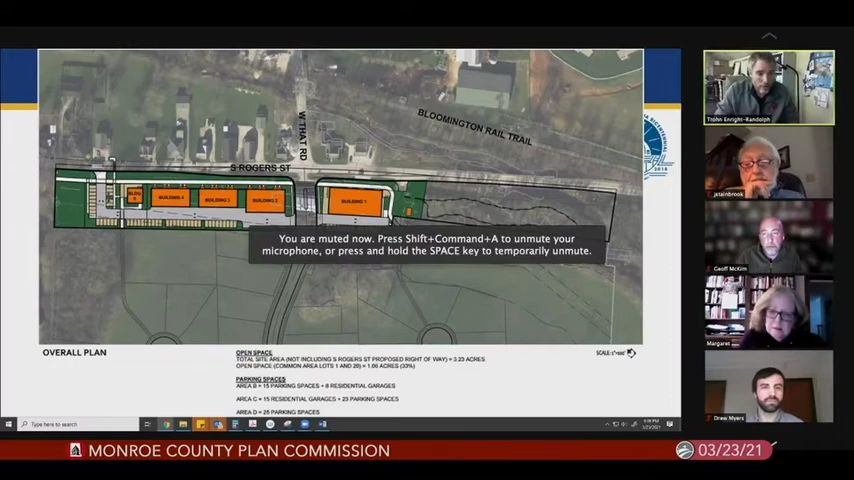 BLOOMINGTON RAIL TRAIL
W THAT RD
S ROGERS ST
BUILDING 4
BUILDING 3
BUILDING 2
BUILDING 1
You are muted now. Press Shift+Command+A to unmute your
microphone, or press and hold the SPACE key to temporarily unmute.
OVERALL PLAN
OPEN SPACE
TOTAL SITE AREA (NOT INCLUDING S ROGERS ST PROPOSED RIGHT OF WAY) = 3.23 ACRES
OPEN SPACE (COMMON AREA LOTS 1 AND 20) = 1.06 ACRES (33%)
PARKING SPACES
AREA B = 15 PARKING SPACES + 8 RESIDENTIAL GARAGES
AREA C = 15 RESIDENTIAL GARAGES + 23 PARKING SPACES
AREA D = 25 PARKING SPACES
Type here to search
3/23/2021
Trohn Enright-Randolph
jstainbrook
Geoff McKim
Margaret
Drew Myers
MONROE COUNTY PLAN COMMISSION
03/23/21